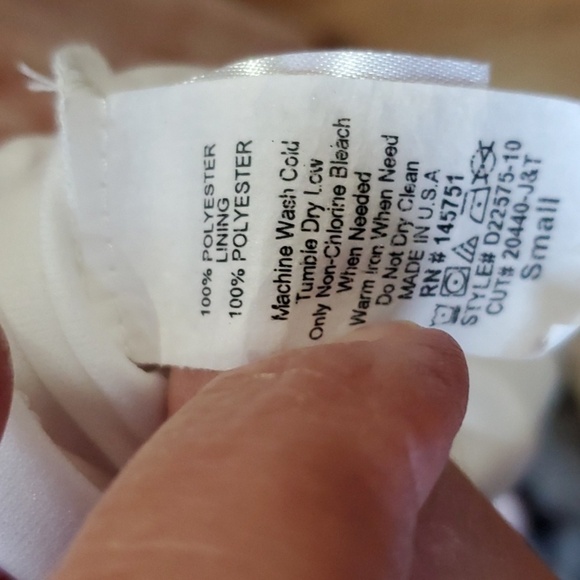 100% POLYESTER
LINING
100% POLYESTER
Machine Wash Cold
Tumble Dry Low
Only Non-Chlorine Bleach
When Needed
Warm Iron When Need
Do Not Dry Clean
MADE IN U.S.A
RN # 145751
STYLE# D22575-10
CUT# 20440-J&T
Small